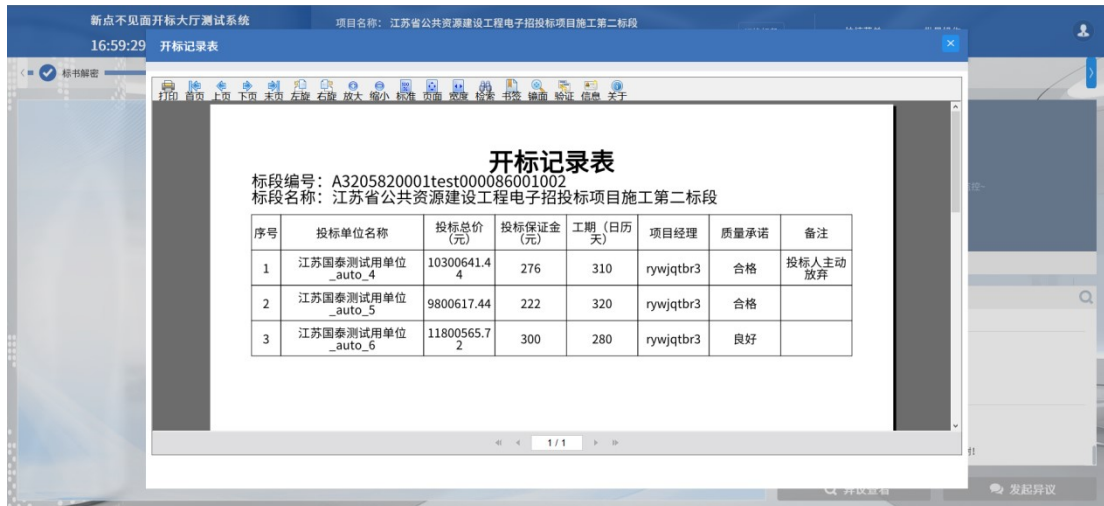 新点不见面开标大厅测试系统
项目名称： 江苏省公共资源建设工程电子招投标项目施工第二标段
16:59:29
开标记录表
标书解密
打印 首页 上页 下页 末页 左旋 右旋 放大 缩小 标准 页面 宽度 检索 书签 镜面 验证 信息 关于
开标记录表
标段编号：A3205820001test000086001002
标段名称：江苏省公共资源建设工程电子招投标项目施工第二标段
序号 投标单位名称 投标总价（元） 投标保证金（元） 工期（日历天） 项目经理 质量承诺 备注
1 江苏国泰测试用单位_auto_4 10300641.44 276 310 rywjqtbr3 合格 投标人主动放弃
2 江苏国泰测试用单位_auto_5 9800617.44 222 320 rywjqtbr3 合格
3 江苏国泰测试用单位_auto_6 11800565.72 300 280 rywjqtbr3 良好
1 / 1
异议查看
发起异议